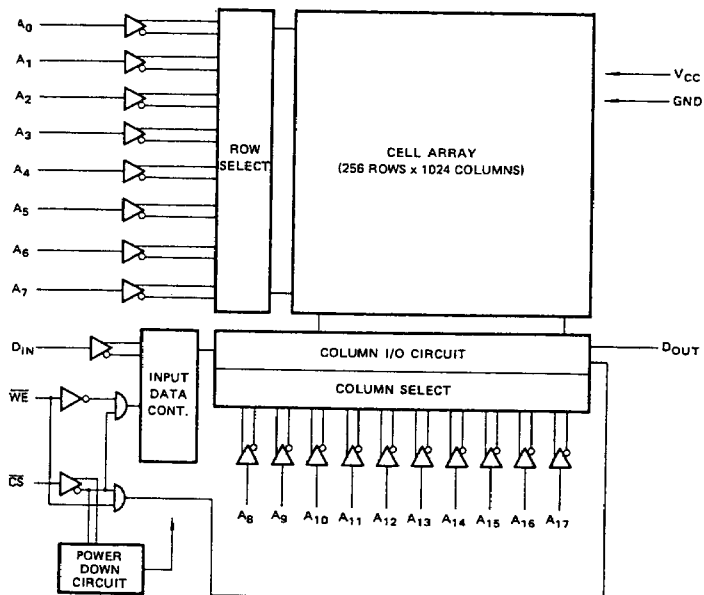 A0
A1
A2
A3
A4
A5
A6
A7
ROW
SELECT
CELL ARRAY
(256 ROWS x 1024 COLUMNS)
VCC
GND
DIN
WE
CS
INPUT
DATA
CONT.
COLUMN I/O CIRCUIT
COLUMN SELECT
DOUT
A8 A9 A10 A11 A12 A13 A14 A15 A16 A17
POWER
DOWN
CIRCUIT